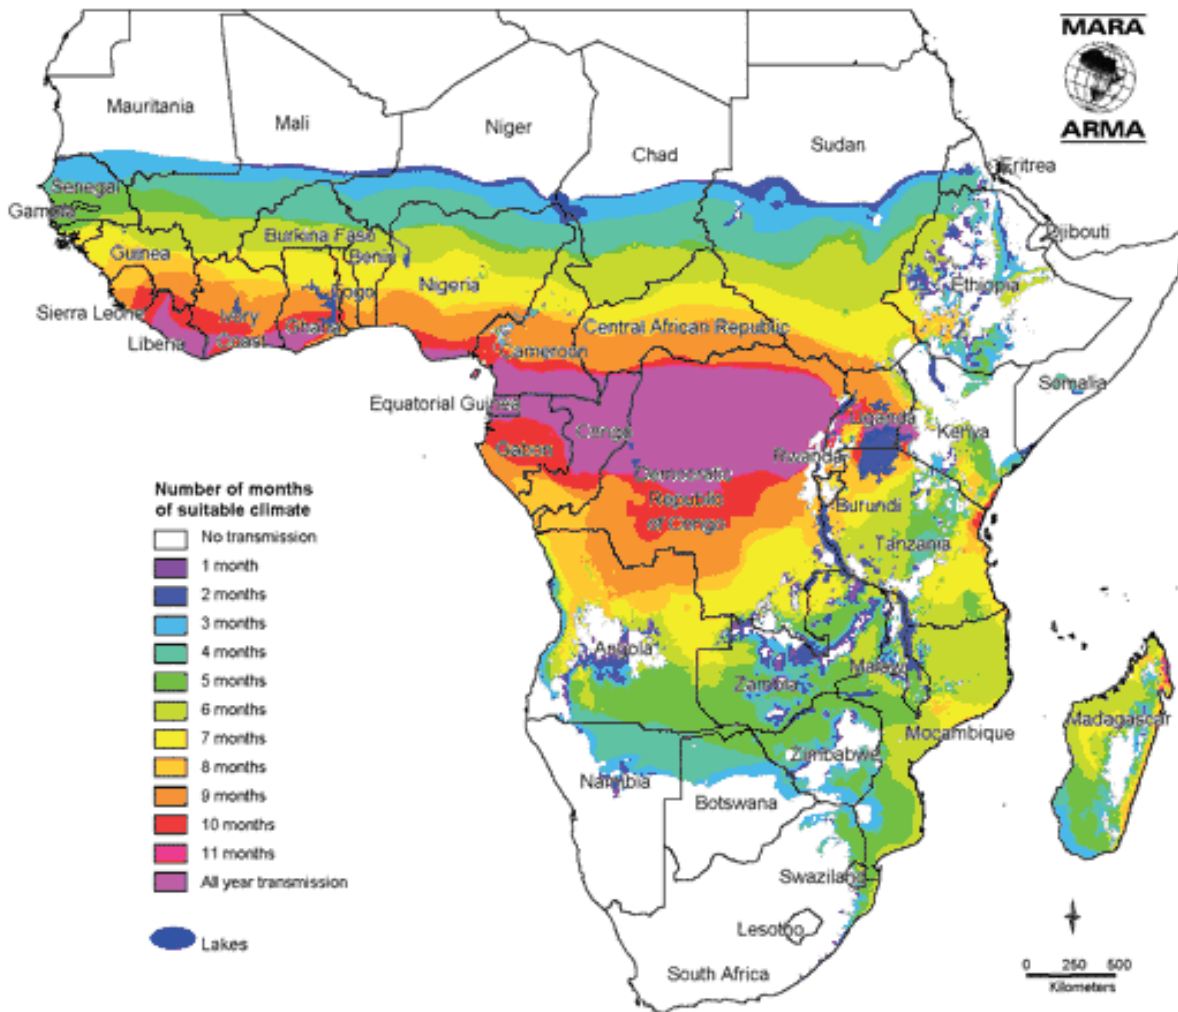 MARA
ARMA
Mauritania
Mali
Niger
Chad
Sudan
Eritrea
Senegal
Gambia
Djibouti
Burkina Faso
Guinea
Benin
Togo
Nigeria
Ethiopia
Sierra Leone
Ivory
Coast
Ghana
Liberia
Central African Republic
Cameroon
Somalia
Equatorial Guinea
Uganda
Kenya
Congo
Gabon
Rwanda
Democratic
Republic
of Congo
Burundi
Tanzania
Angola
Malawi
Zambia
Madagascar
Mocambique
Zimbabwe
Namibia
Botswana
Swaziland
Lesotho
South Africa
Number of months
of suitable climate
No transmission
1 month
2 months
3 months
4 months
5 months
6 months
7 months
8 months
9 months
10 months
11 months
All year transmission
Lakes
0 250 500
Kilometers